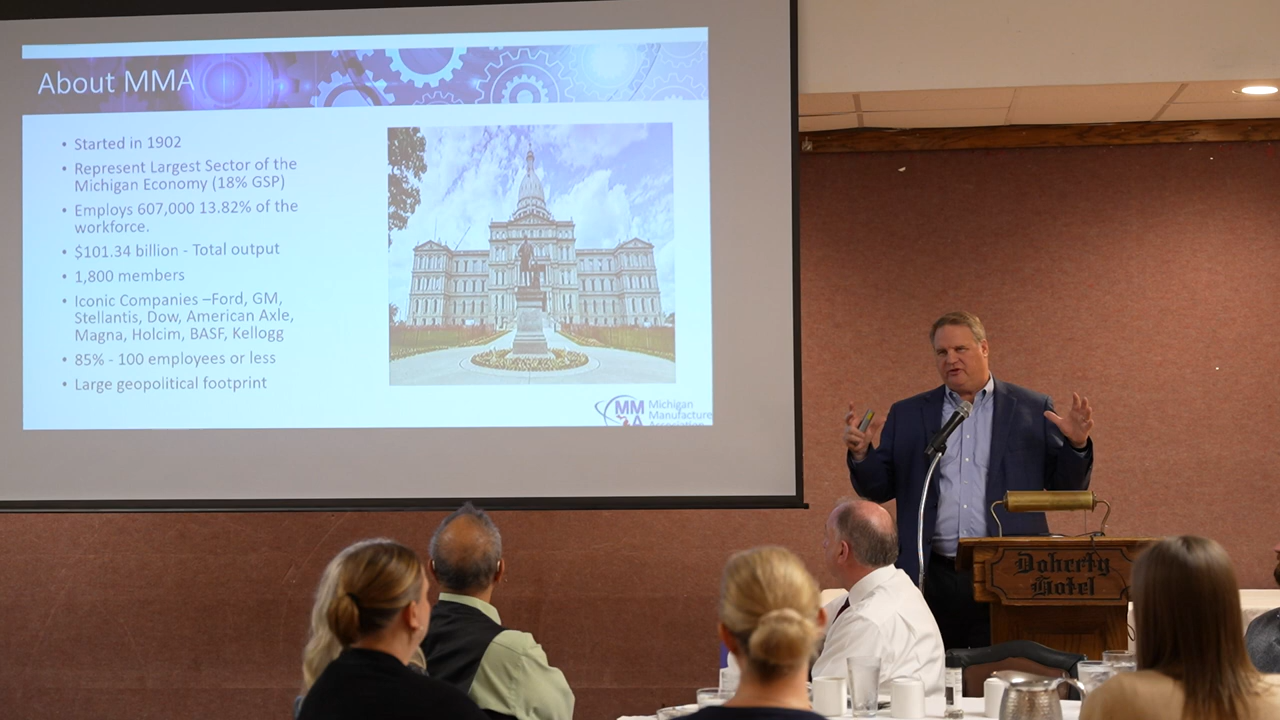 About MMA
• Started in 1902
• Represent Largest Sector of the
Michigan Economy (18% GSP)
• Employs 607,000 13.82% of the
workforce.
• $101.34 billion - Total output
• 1,800 members
• Iconic Companies –Ford, GM,
Stellantis, Dow, American Axle,
Magna, Holcim, BASF, Kellogg
• 85% - 100 employees or less
• Large geopolitical footprint
MM
A
Michigan
Manufacture
Association
Doherty
Hotel